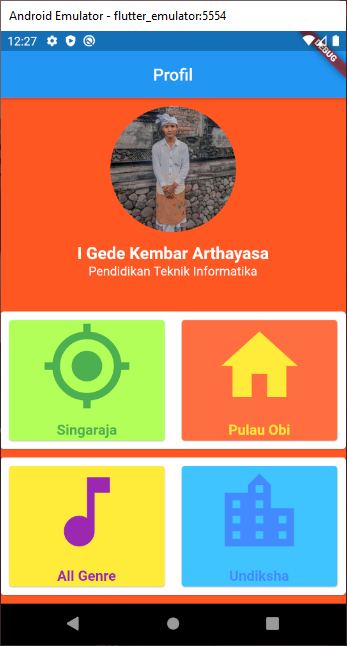 Android Emulator - flutter_emulator:5554
12:27
DEBUG
Profil
I Gede Kembar Arthayasa
Pendidikan Teknik Informatika
Singaraja
Pulau Obi
All Genre
Undiksha